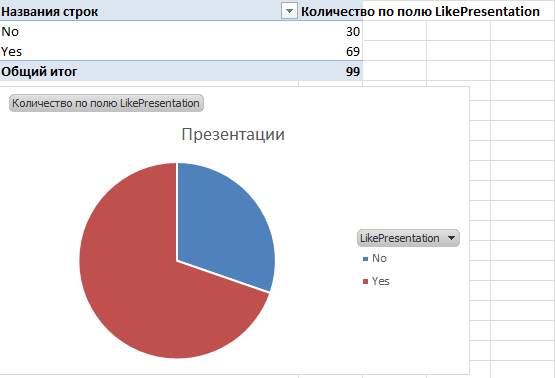 Названия строк Количество по полю LikePresentation
No 30
Yes 69
Общий итог 99
Количество по полю LikePresentation
Презентации
LikePresentation
No
Yes